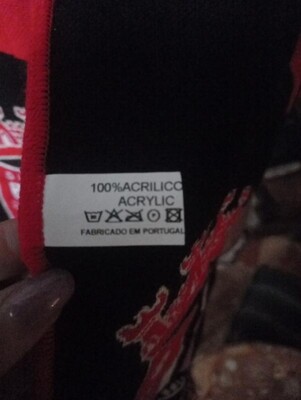 100%ACRILICO
ACRYLIC
FABRICADO EM PORTUGAL